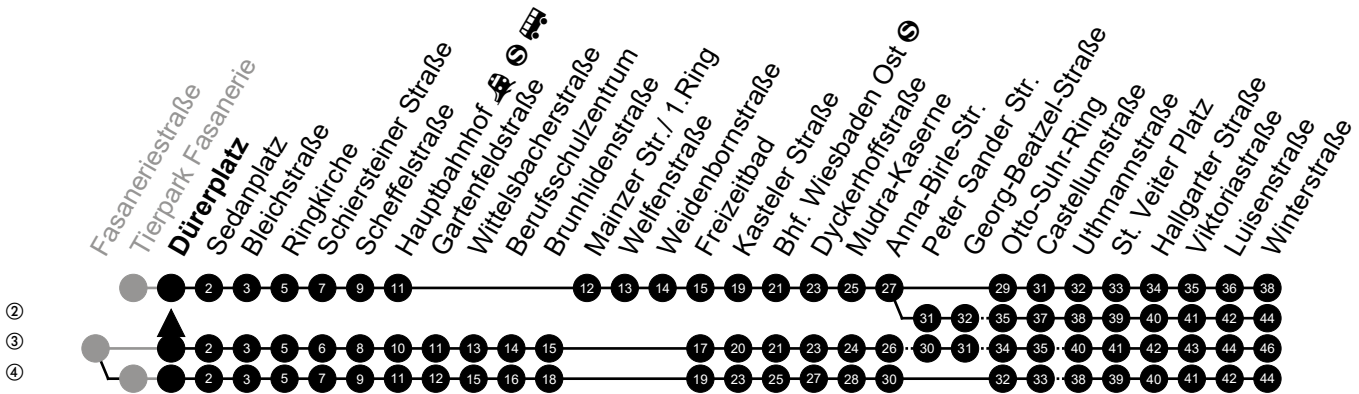 Fasaneriestraße
Tierpark Fasanerie
Dürerplatz
Sedanplatz
Bleichstraße
Ringkirche
Schiersteiner Straße
Scheffelstraße
Hauptbahnhof S
Gartenfeldstraße
Wittelsbacherstraße
Berufsschulzentrum
Brunhildenstraße
Mainzer Str./ 1.Ring
Welfenstraße
Weidenbornstraße
Freizeitbad
Kasteler Straße
Bhf. Wiesbaden Ost S
Dyckerhoffstraße
Mudra-Kaserne
Anna-Birle-Str.
Peter Sander Str.
Georg-Beatzel-Straße
Otto-Suhr-Ring
Castellumstraße
Uthmannstraße
St. Veiter Platz
Hallgarter Straße
Viktoriastraße
Luisenstraße
Winterstraße
2 3 5 7 9 11 12 13 14 15 19 21 23 25 27 29 31 32 33 34 35 36 38
② 31 32 35 37 38 39 40 41 42 44
③ 2 3 5 6 8 10 11 13 14 15 17 20 21 23 24 26 30 31 34 35 40 41 42 43 44 46
④ 2 3 5 7 9 11 12 15 16 18 19 23 25 27 28 30 32 33 38 39 40 41 42 44